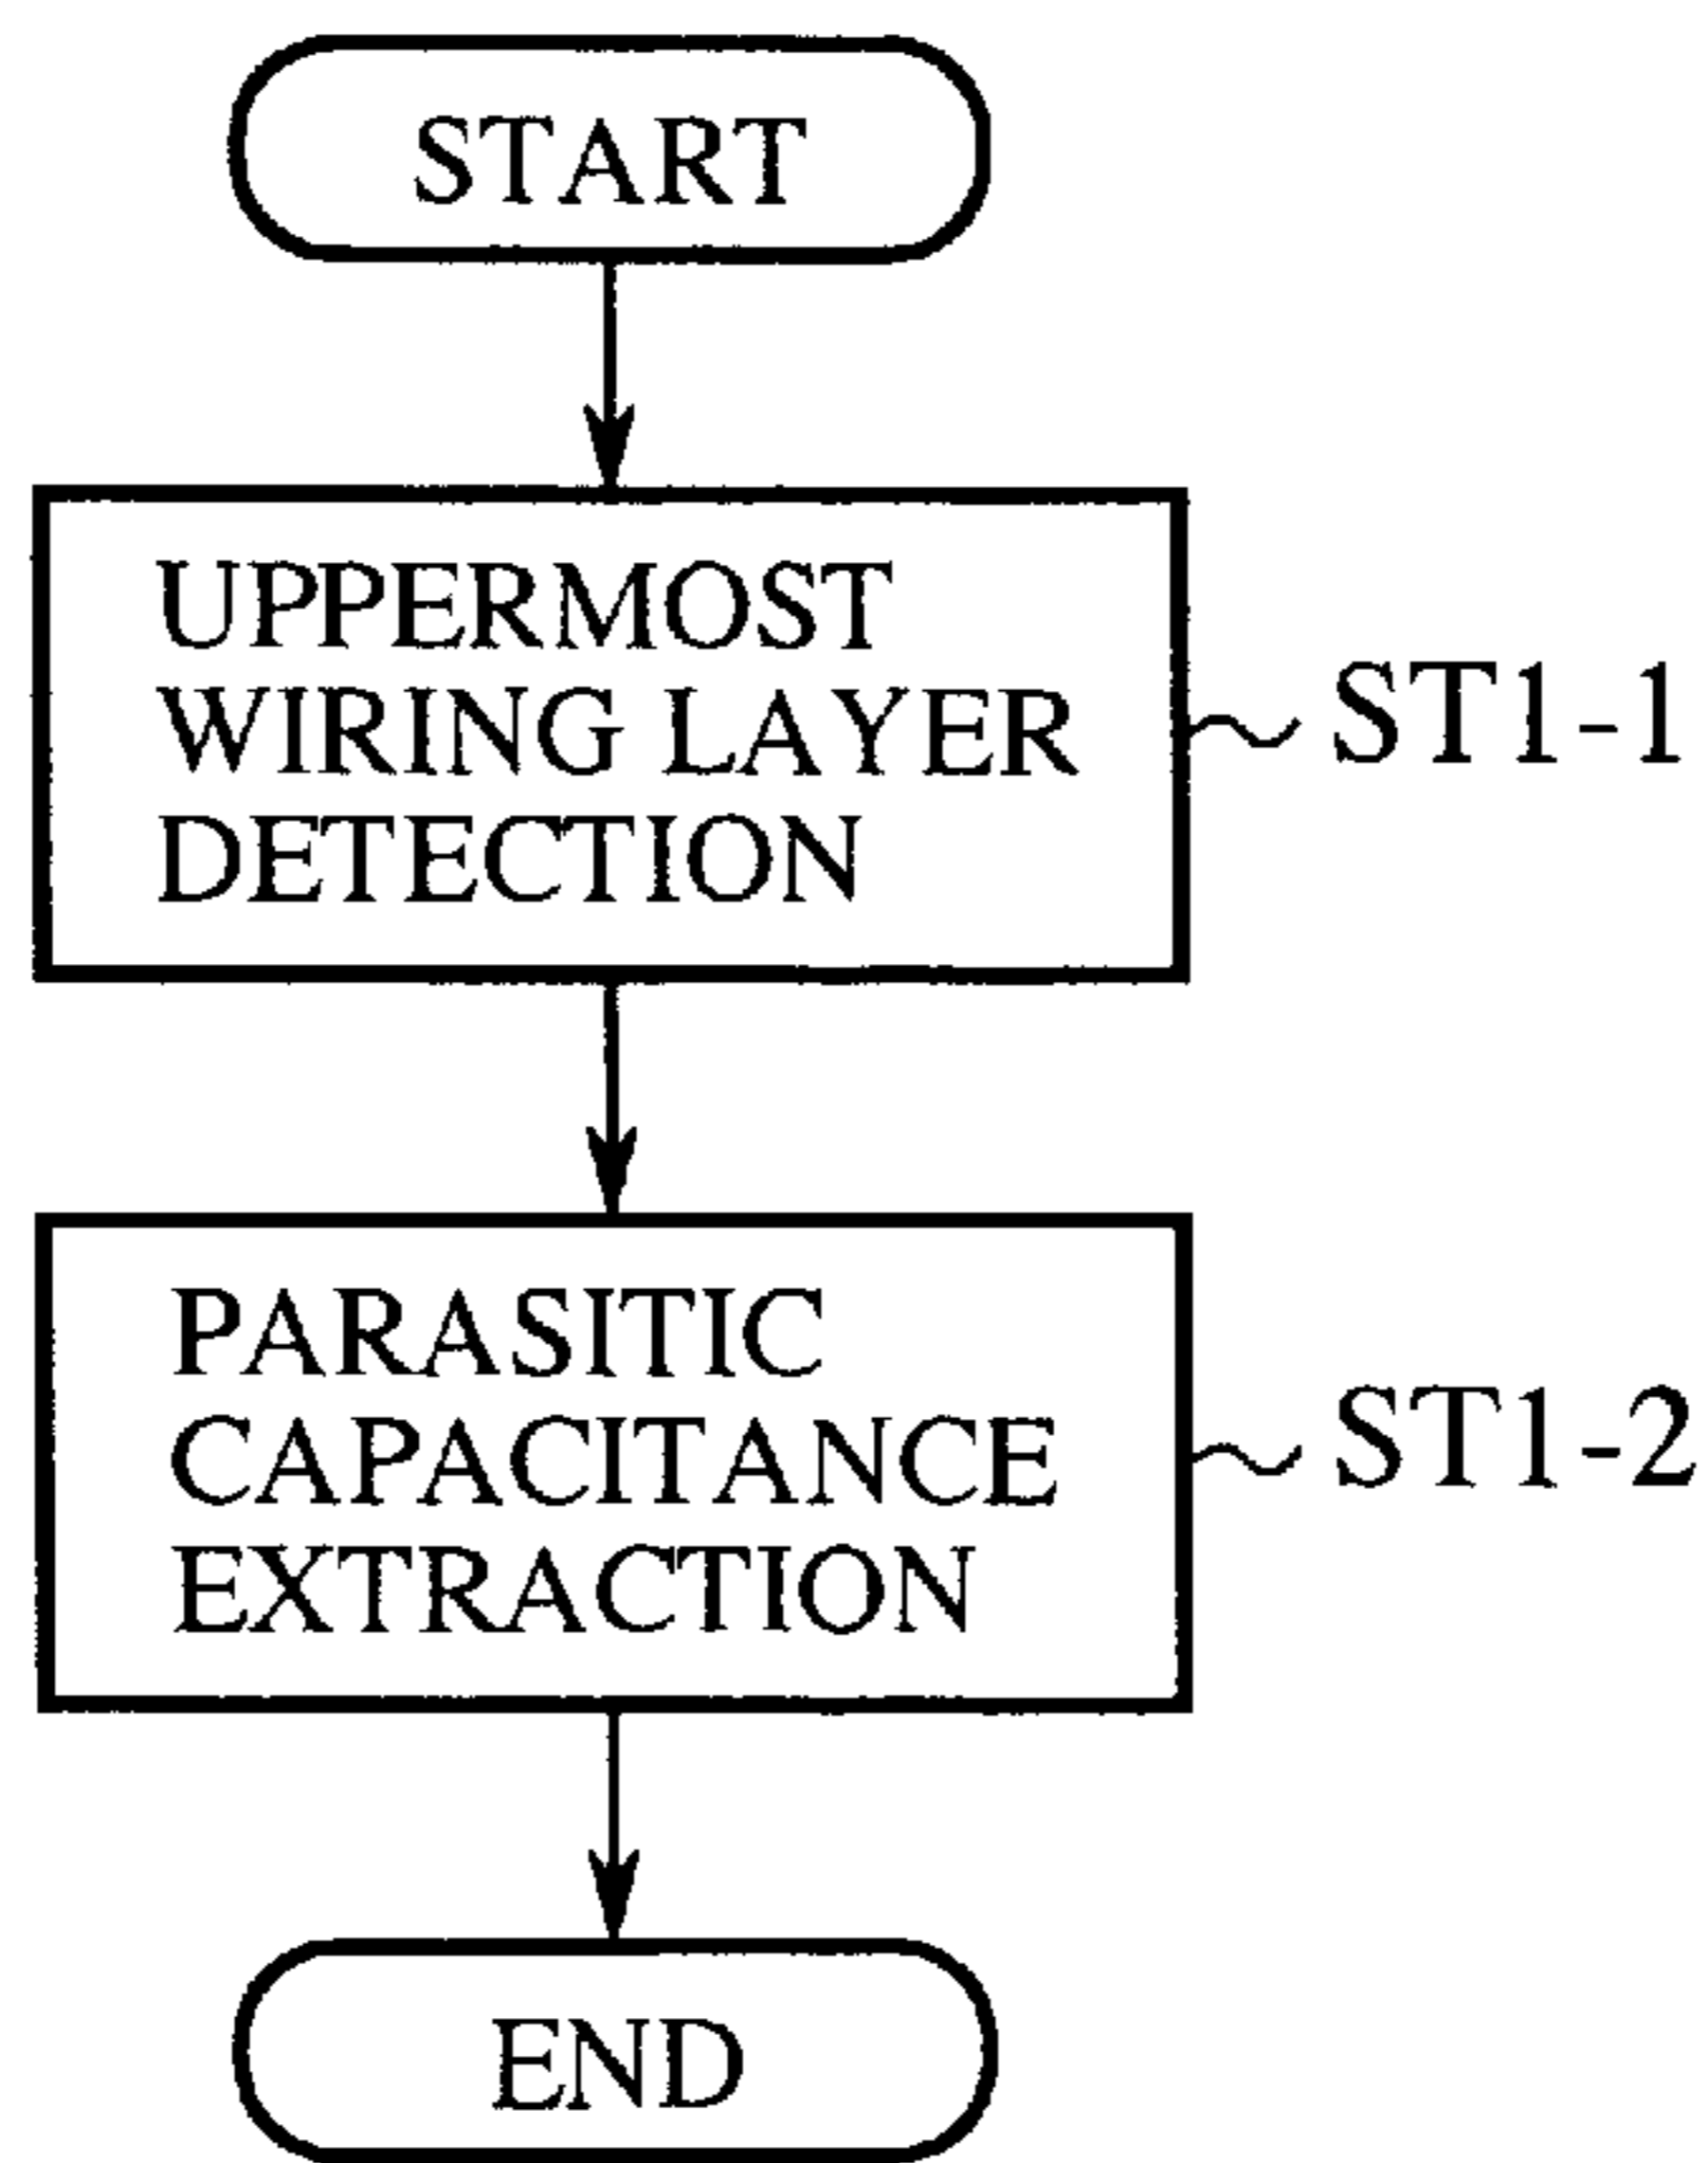 START
UPPERMOST
WIRING LAYER
DETECTION
ST1-1
PARASITIC
CAPACITANCE
EXTRACTION
ST1-2
END